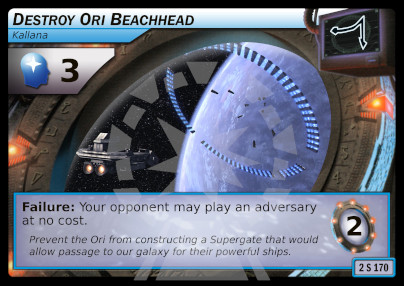 DESTROY ORI BEACHHEAD
Kallana
3
Failure: Your opponent may play an adversary
at no cost.
2
Prevent the Ori from constructing a Supergate that would
allow passage to our galaxy for their powerful ships.
2 S 170